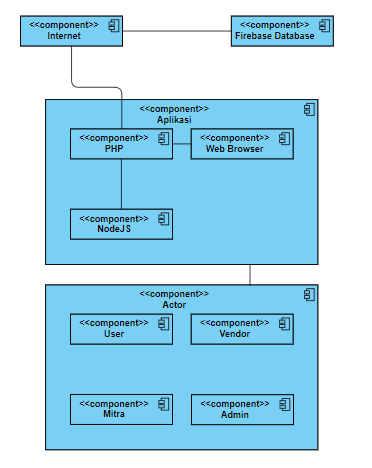 <<component>>
Internet
<<component>>
Firebase Database
<<component>>
Aplikasi
<<component>>
PHP
<<component>>
Web Browser
<<component>>
NodeJS
<<component>>
Actor
<<component>>
User
<<component>>
Vendor
<<component>>
Mitra
<<component>>
Admin